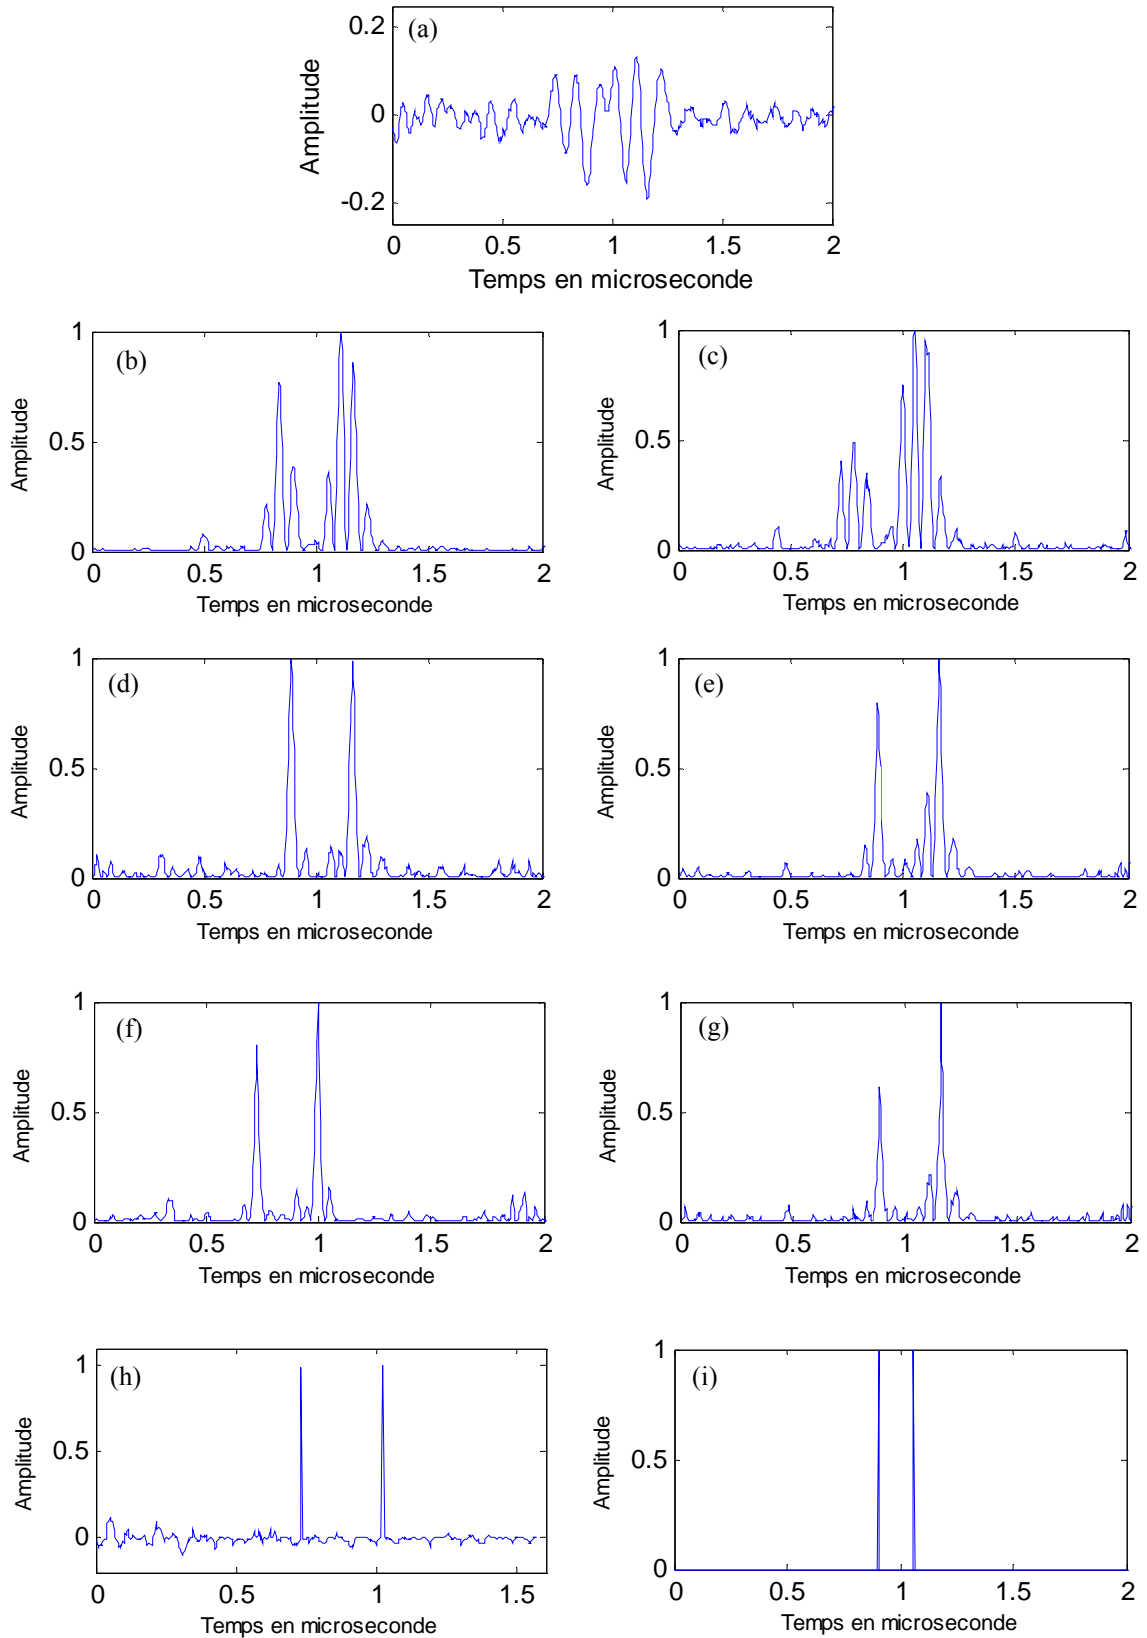 (a)
Amplitude
0.2
0
-0.2
0 0.5 1 1.5 2
Temps en microseconde
(b)
Amplitude
1
0.5
0
0 0.5 1 1.5 2
Temps en microseconde
(c)
Amplitude
1
0.5
0
0 0.5 1 1.5 2
Temps en microseconde
(d)
Amplitude
1
0.5
0
0 0.5 1 1.5 2
Temps en microseconde
(e)
Amplitude
1
0.5
0
0 0.5 1 1.5 2
Temps en microseconde
(f)
Amplitude
1
0.5
0
0 0.5 1 1.5 2
Temps en microseconde
(g)
Amplitude
1
0.5
0
0 0.5 1 1.5 2
Temps en microseconde
(h)
Amplitude
1
0.5
0
0 0.5 1 1.5
Temps en microseconde
(i)
Amplitude
1
0.5
0
0 0.5 1 1.5 2
Temps en microseconde